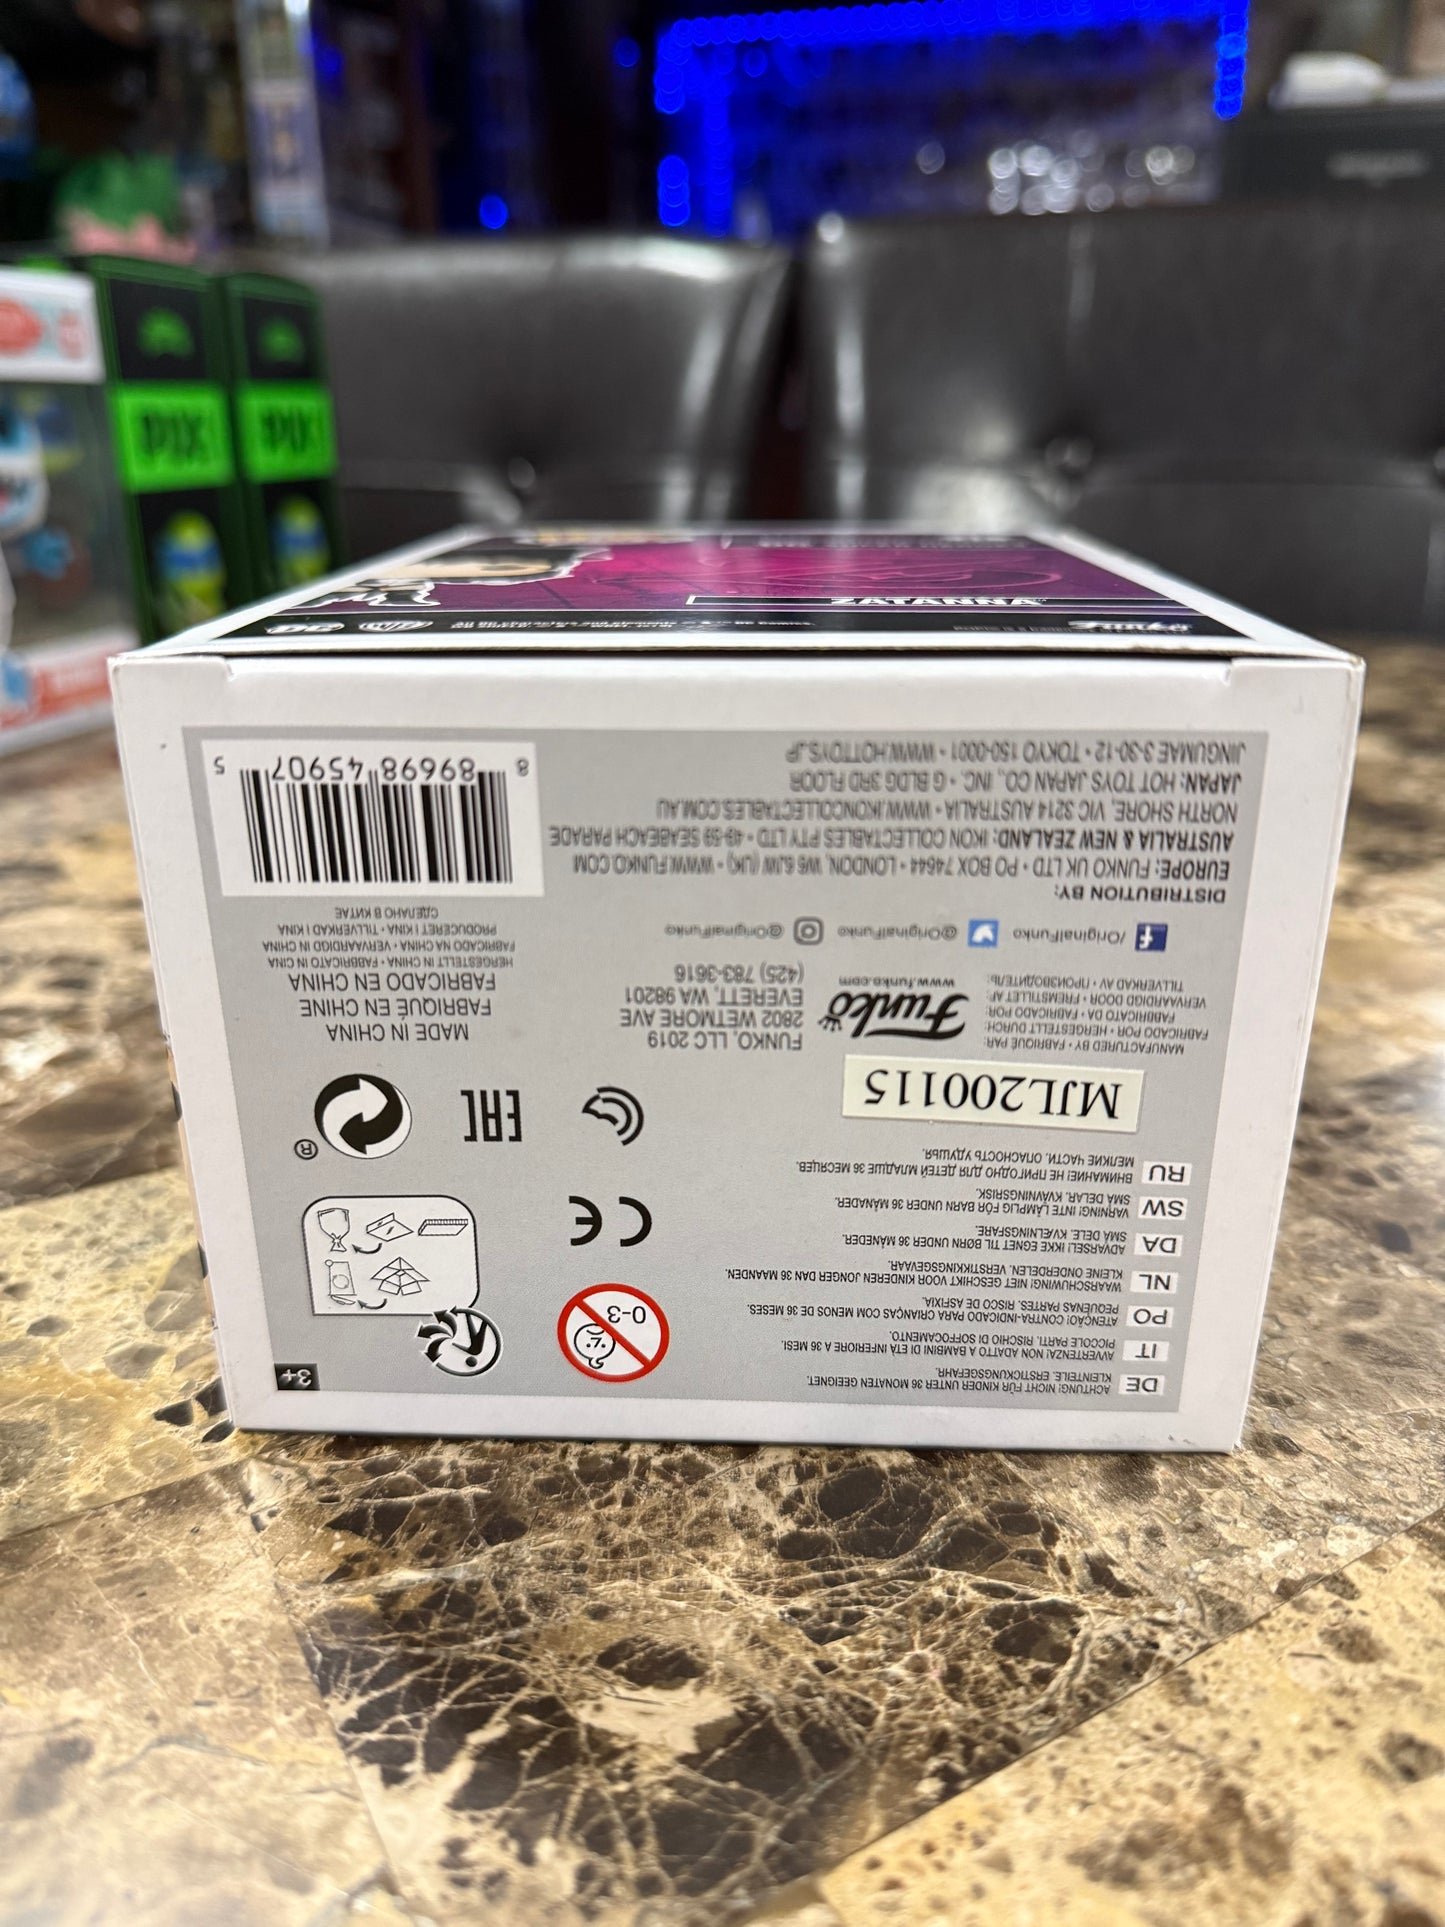 DE ACHTUNG! NICHT FÜR KINDER UNTER 36 MONATEN GEEIGNET.
KLEINTEILE. ERSTICKUNGSGEFAHR.
IT AVVERTENZA! NON ADATTO A BAMBINI DI ETÀ INFERIORE A 36 MESI.
PICCOLE PARTI. RISCHIO DI SOFFOCAMENTO.
PO ATENÇÃO! CONTRA-INDICADO PARA CRIANÇAS COM MENOS DE 36 MESES.
PEQUENAS PARTES. RISCO DE ASFIXIA.
NL WAARSCHUWING! NIET GESCHIKT VOOR KINDEREN JONGER DAN 36 MAANDEN.
KLEINE ONDERDELEN. VERSTIKKINGSGEVAAR.
DA ADVARSEL! IKKE EGNET TIL BØRN UNDER 36 MÅNEDER.
SMÅ DELE. KVÆLNINGSFARE.
SW VARNING! INTE LÄMPLIG FÖR BARN UNDER 36 MÅNADER.
SMÅ DELAR. KVÄVNINGSRISK.
RU ВНИМАНИЕ! НЕ ПРИГОДНО ДЛЯ ДЕТЕЙ МЛАДШЕ 36 МЕСЯЦЕВ.
МЕЛКИЕ ЧАСТИ. ОПАСНОСТЬ УДУШЬЯ.
0-3
3+
CE
EAC
®
MJL200115
MANUFACTURED BY • FABRIQUÉ PAR:
FABRICADO POR • HERGESTELLT DURCH:
FABBRICATO DA • FABRICADO POR:
VERVAARDIGD DOOR • FREMSTILLET AF:
TILLVERKAD AV • ПРОИЗВОДИТЕЛЬ:
Funko
www.funko.com
FUNKO, LLC 2019
2802 WETMORE AVE
EVERETT, WA 98201
(425) 783-3616
/OriginalFunko @OriginalFunko @OriginalFunko
MADE IN CHINA
FABRIQUÉ EN CHINE
FABRICADO EN CHINA
HERGESTELLT IN CHINA • FABBRICATO IN CINA
FABRICADO NA CHINA • VERVAARDIGD IN CHINA
PRODUCERET I KINA • TILLVERKAD I KINA
СДЕЛАНО В КИТАЕ
DISTRIBUTION BY:
EUROPE: FUNKO UK LTD • PO BOX 74644 • LONDON, W6 6JW (UK) • WWW.FUNKO.COM
AUSTRALIA & NEW ZEALAND: IKON COLLECTABLES PTY LTD • 49-59 SEABEACH PARADE
NORTH SHORE, VIC 3214 AUSTRALIA • WWW.IKONCOLLECTABLES.COM.AU
JAPAN: HOT TOYS JAPAN CO., INC. • G BLDG 3RD FLOOR
JINGUMAE 3-30-12 • TOKYO 150-0001 • WWW.HOTTOYS.JP
8 89698 45907 5
ZATANNA
PIX
PIX